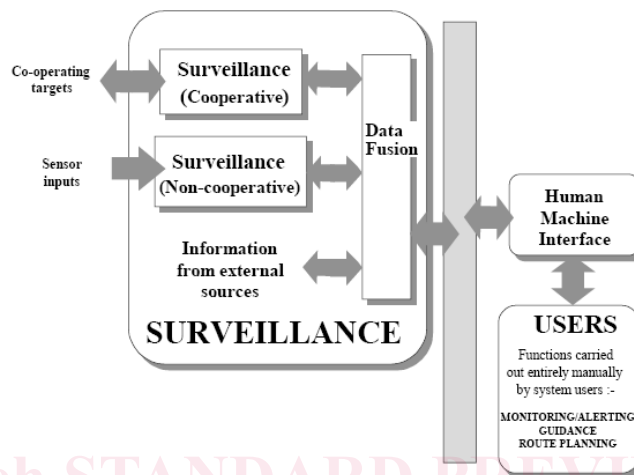 Co-operating
targets
Surveillance
(Cooperative)
Sensor
inputs
Surveillance
(Non-cooperative)
Information
from external
sources
Data
Fusion
SURVEILLANCE
Human
Machine
Interface
USERS
Functions carried
out entirely manually
by system users :-
MONITORING/ALERTING
GUIDANCE
ROUTE PLANNING
STANDARD